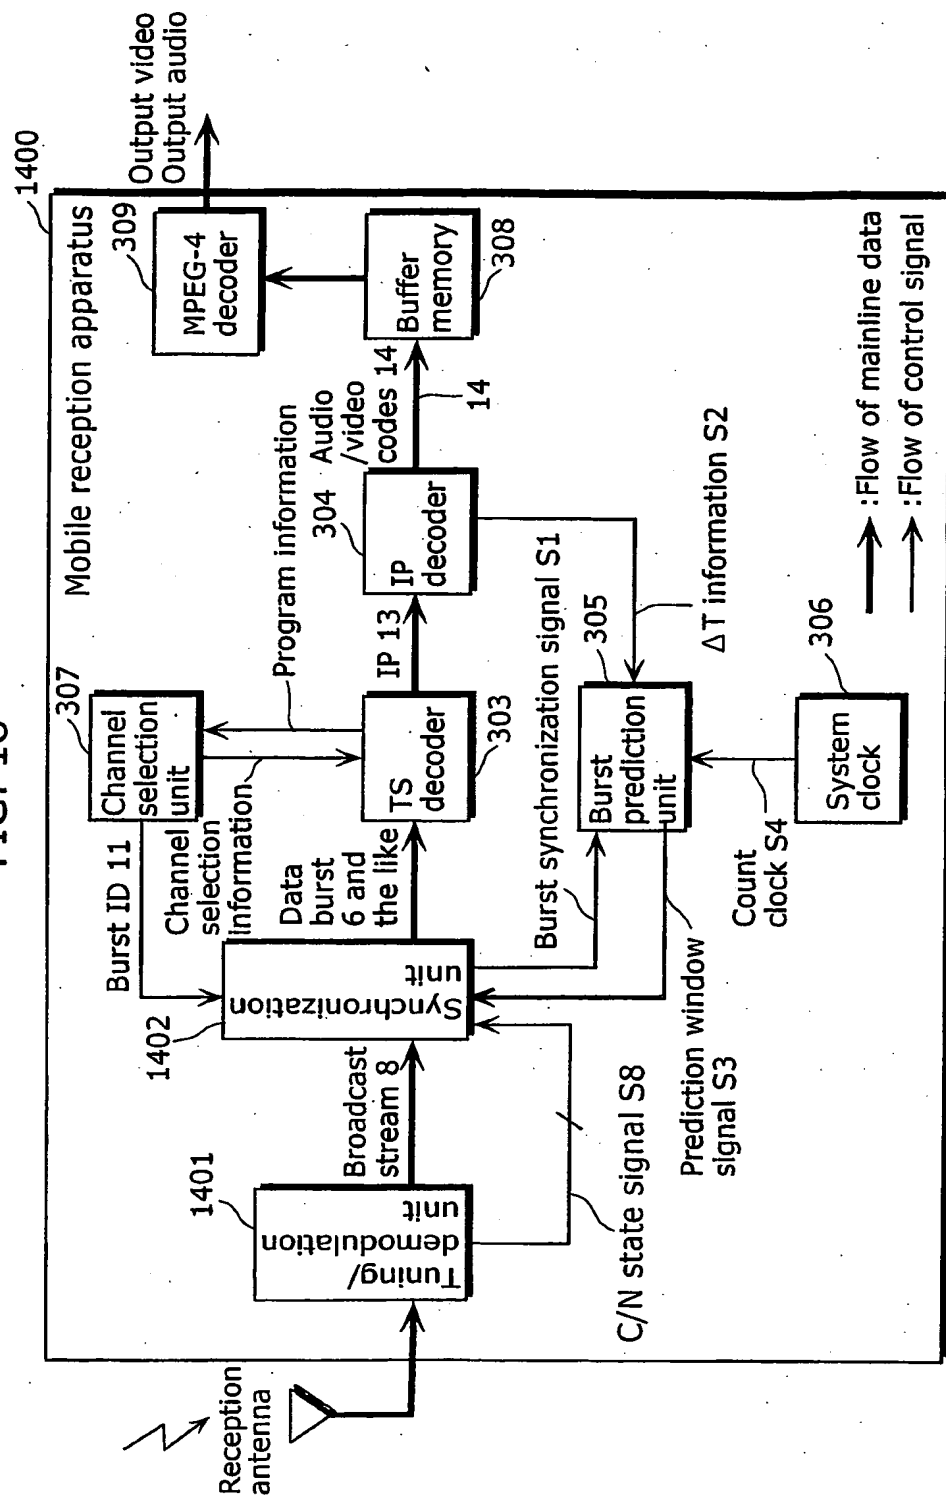 1400
Mobile reception apparatus
Reception
antenna
1401
Tuning/
demodulation
unit
Broadcast
stream 8
C/N state signal S8
1402
Synchronization
unit
Burst ID 11
307
Channel
selection
unit
Channel
selection
information
Program information
Data
burst
6 and
the like
TS
decoder
303
IP 13
304
IP
decoder
Audio
/video
codes 14
14
Buffer
memory
308
309
MPEG-4
decoder
Output video
Output audio
Burst synchronization signal S1
305
Burst
prediction
unit
ΔT information S2
Prediction window
signal S3
Count
clock S4
306
System
clock
:Flow of mainline data
:Flow of control signal